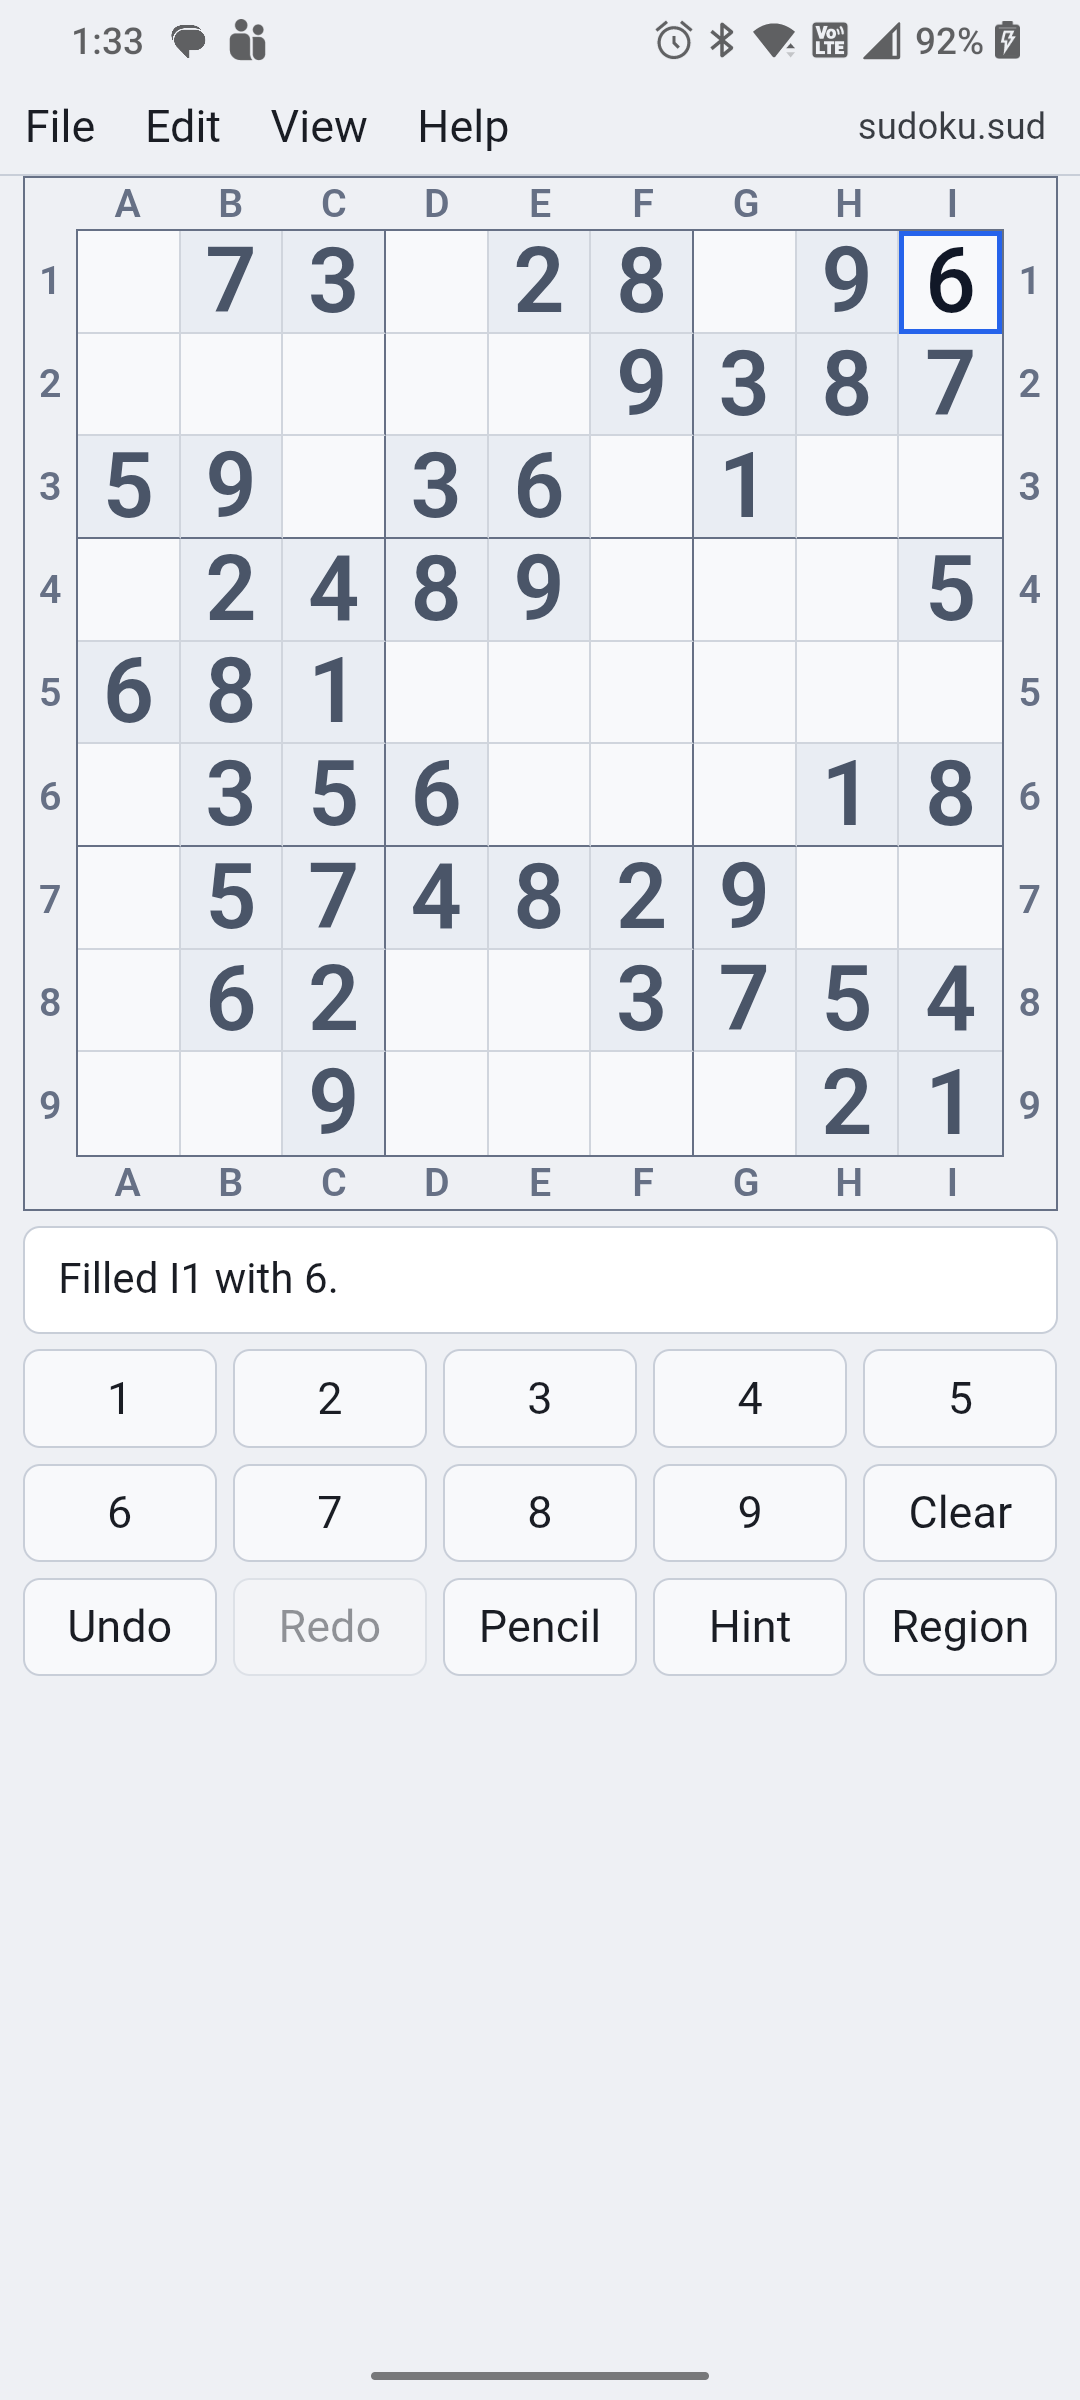 1:33 Vo)) LTE 92%
File Edit View Help sudoku.sud
A B C D E F G H I
1 7 3 2 8 9 6 1
2 9 3 8 7 2
3 5 9 3 6 1 3
4 2 4 8 9 5 4
5 6 8 1 5
6 3 5 6 1 8 6
7 5 7 4 8 2 9 7
8 6 2 3 7 5 4 8
9 9 2 1 9
A B C D E F G H I
Filled I1 with 6.
1 2 3 4 5
6 7 8 9 Clear
Undo Redo Pencil Hint Region